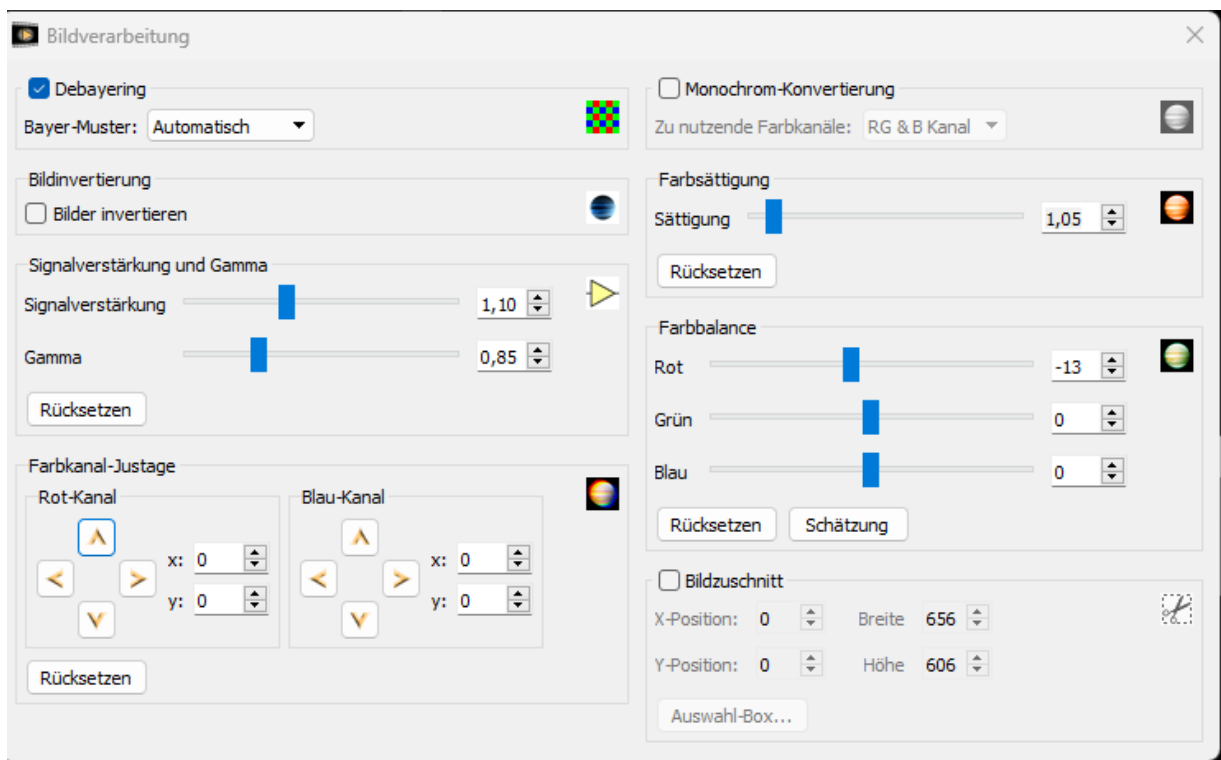 Bildverarbeitung
Debayering
Bayer-Muster: Automatisch
Bildinvertierung
Bilder invertieren
Signalverstärkung und Gamma
Signalverstärkung 1,10
Gamma 0,85
Rücksetzen
Farbkanal-Justage
Rot-Kanal
x: 0
y: 0
Blau-Kanal
x: 0
y: 0
Rücksetzen
Monochrom-Konvertierung
Zu nutzende Farbkanäle: RG & B Kanal
Farbsättigung
Sättigung 1,05
Rücksetzen
Farbbalance
Rot -13
Grün 0
Blau 0
Rücksetzen Schätzung
Bildzuschnitt
X-Position: 0 Breite 656
Y-Position: 0 Höhe 606
Auswahl-Box...